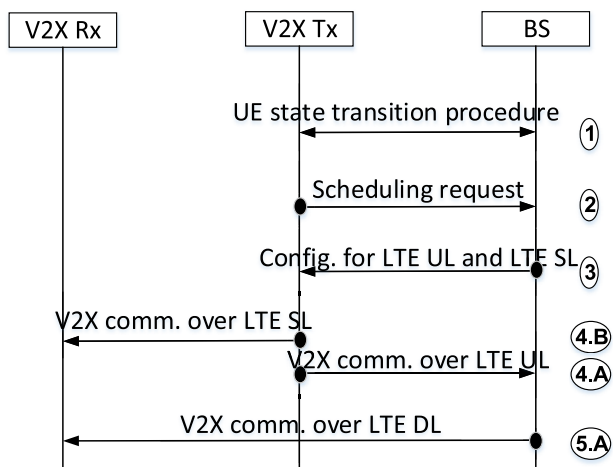 V2X Rx
V2X Tx
BS
UE state transition procedure
1
Scheduling request
2
Config. for LTE UL and LTE SL
3
V2X comm. over LTE SL
4.B
V2X comm. over LTE UL
4.A
V2X comm. over LTE DL
5.A